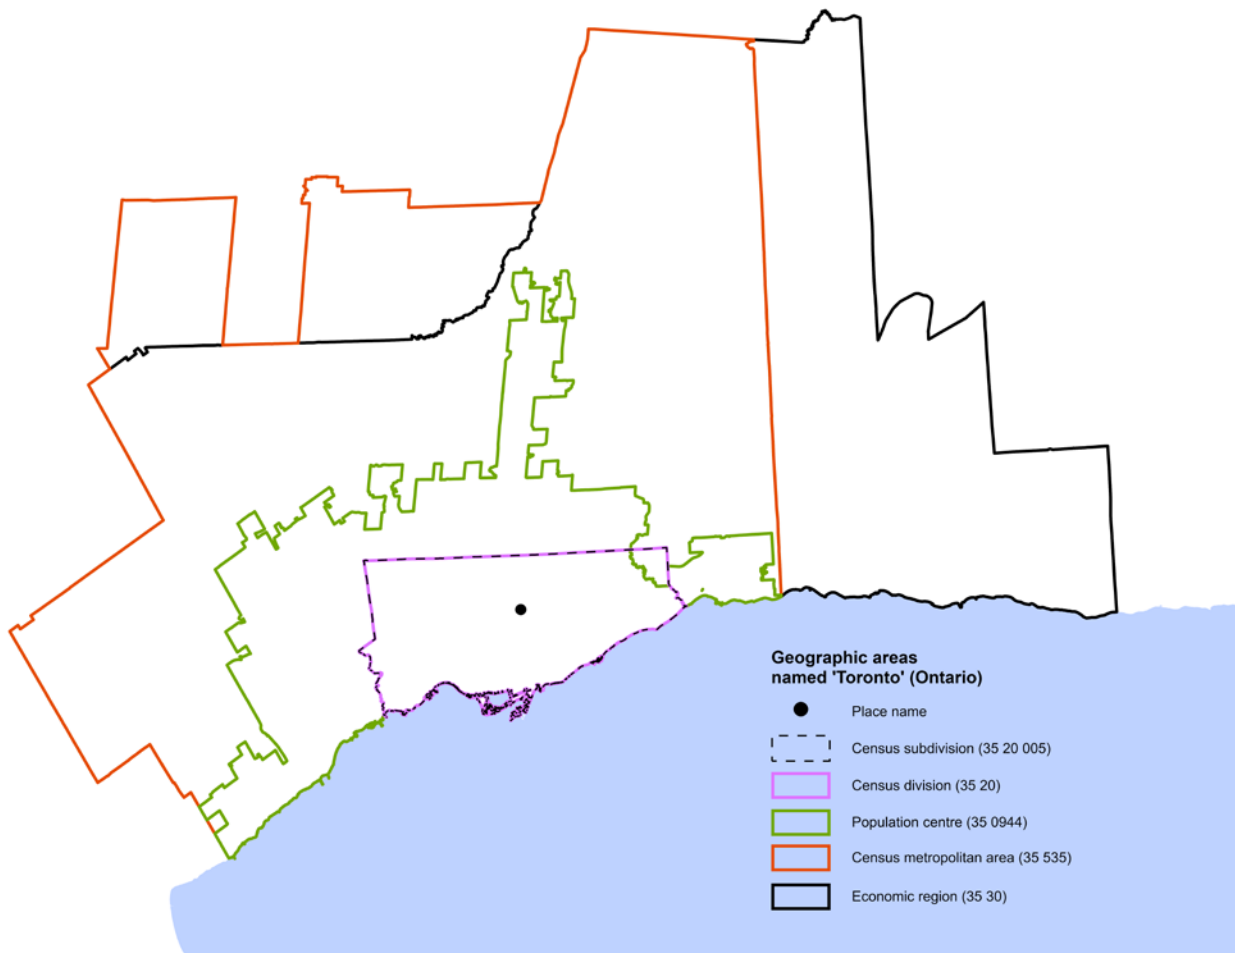 Geographic areas
named 'Toronto' (Ontario)
Place name
Census subdivision (35 20 005)
Census division (35 20)
Population centre (35 0944)
Census metropolitan area (35 535)
Economic region (35 30)